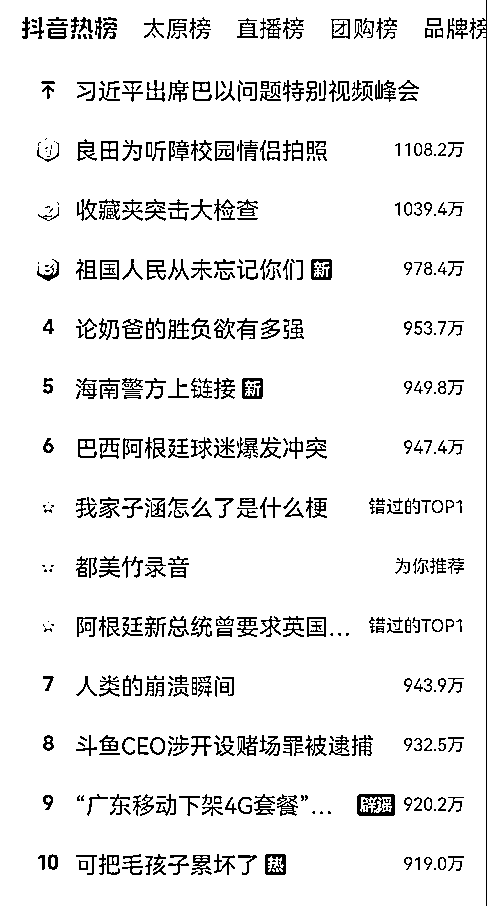 抖音热榜 太原榜 直播榜 团购榜 品牌榜
习近平出席巴以问题特别视频峰会
1 良田为听障校园情侣拍照 1108.2万
2 收藏夹突击大检查 1039.4万
3 祖国人民从未忘记你们 新 978.4万
4 论奶爸的胜负欲有多强 953.7万
5 海南警方上链接 新 949.8万
6 巴西阿根廷球迷爆发冲突 947.4万
我家子涵怎么了是什么梗 错过的TOP1
都美竹录音 为你推荐
阿根廷新总统曾要求英国... 错过的TOP1
7 人类的崩溃瞬间 943.9万
8 斗鱼CEO涉开设赌场罪被逮捕 932.5万
9 “广东移动下架4G套餐”... 辟谣 920.2万
10 可把毛孩子累坏了 热 919.0万